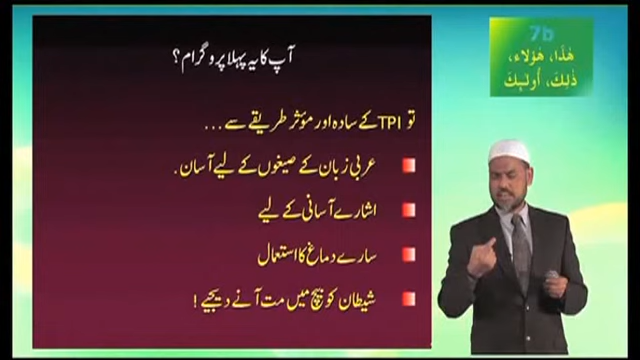 آپ کا یہ پہلا پروگرام؟
تو TPI کے سادہ اور مؤثر طریقے سے...
عربی زبان کے صیغوں کے لیے آسان.
اشارے آسانی کے لیے
سارے دماغ کا استعمال
شیطان کو بیچ میں مت آنے دیجیے!
7b
هٰذَا، هٰؤُلَاء،
ذٰلِكَ، أُولٰئِكَ